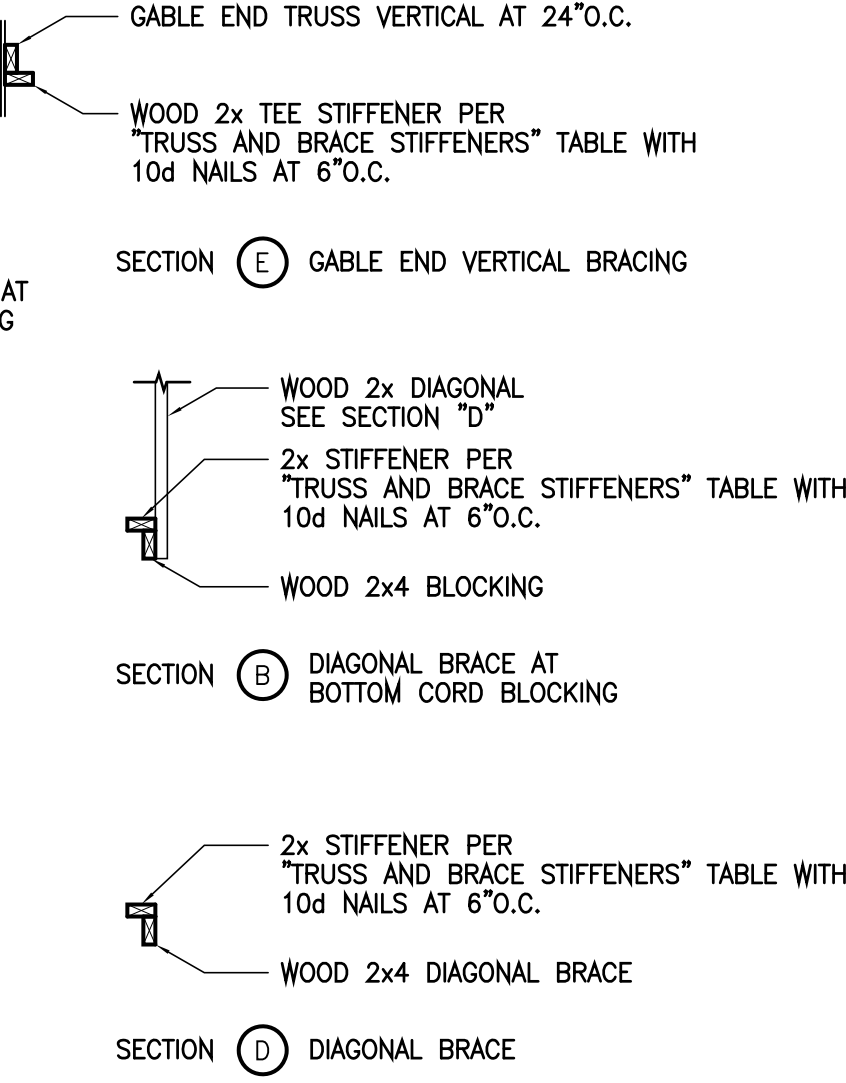 GABLE END TRUSS VERTICAL AT 24"O.C.
WOOD 2x TEE STIFFENER PER
"TRUSS AND BRACE STIFFENERS" TABLE WITH
10d NAILS AT 6"O.C.
SECTION E GABLE END VERTICAL BRACING
AT
G
WOOD 2x DIAGONAL
SEE SECTION "D"
2x STIFFENER PER
"TRUSS AND BRACE STIFFENERS" TABLE WITH
10d NAILS AT 6"O.C.
WOOD 2x4 BLOCKING
SECTION B DIAGONAL BRACE AT
BOTTOM CORD BLOCKING
2x STIFFENER PER
"TRUSS AND BRACE STIFFENERS" TABLE WITH
10d NAILS AT 6"O.C.
WOOD 2x4 DIAGONAL BRACE
SECTION D DIAGONAL BRACE